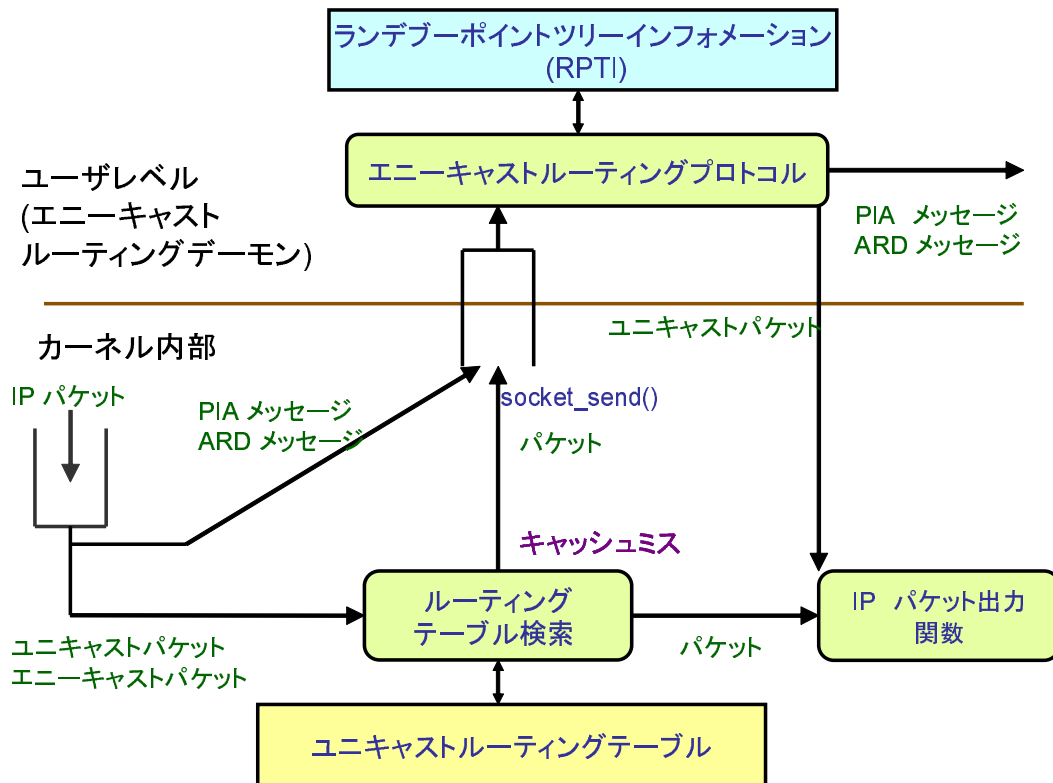 ランデブーポイントツリーインフォメーション
(RPTI)
エニーキャストルーティングプロトコル
ユーザレベル
(エニーキャスト
ルーティングデーモン)
PIA メッセージ
ARD メッセージ
ユニキャストパケット
カーネル内部
IP パケット
PIA メッセージ
ARD メッセージ
socket_send()
パケット
キャッシュミス
ルーティング
テーブル検索
IP パケット出力
関数
パケット
ユニキャストパケット
エニーキャストパケット
ユニキャストルーティングテーブル